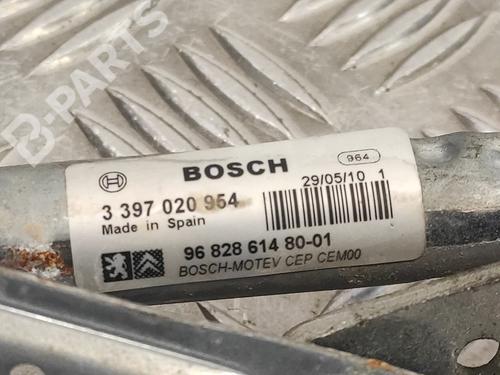 B-PARTS
BOSCH
964
3 397 020 964
29/05/10 1
Made in Spain
96 828 614 80-01
BOSCH-MOTEV CEP CEM00